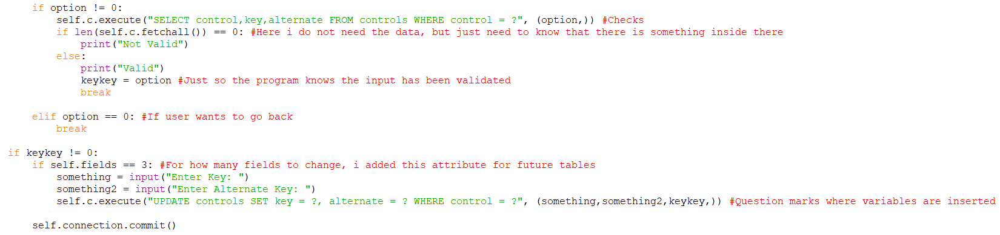 if option != 0:
self.c.execute("SELECT control,key,alternate FROM controls WHERE control = ?", (option,)) #Checks
if len(self.c.fetchall()) == 0: #Here i do not need the data, but just need to know that there is something inside there
print("Not Valid")
else:
print("Valid")
keykey = option #Just so the program knows the input has been validated
break
elif option == 0: #If user wants to go back
break
if keykey != 0:
if self.fields == 3: #For how many fields to change, i added this attribute for future tables
something = input("Enter Key: ")
something2 = input("Enter Alternate Key: ")
self.c.execute("UPDATE controls SET key = ?, alternate = ? WHERE control = ?", (something,something2,keykey,)) #Question marks where variables are inserted
self.connection.commit()